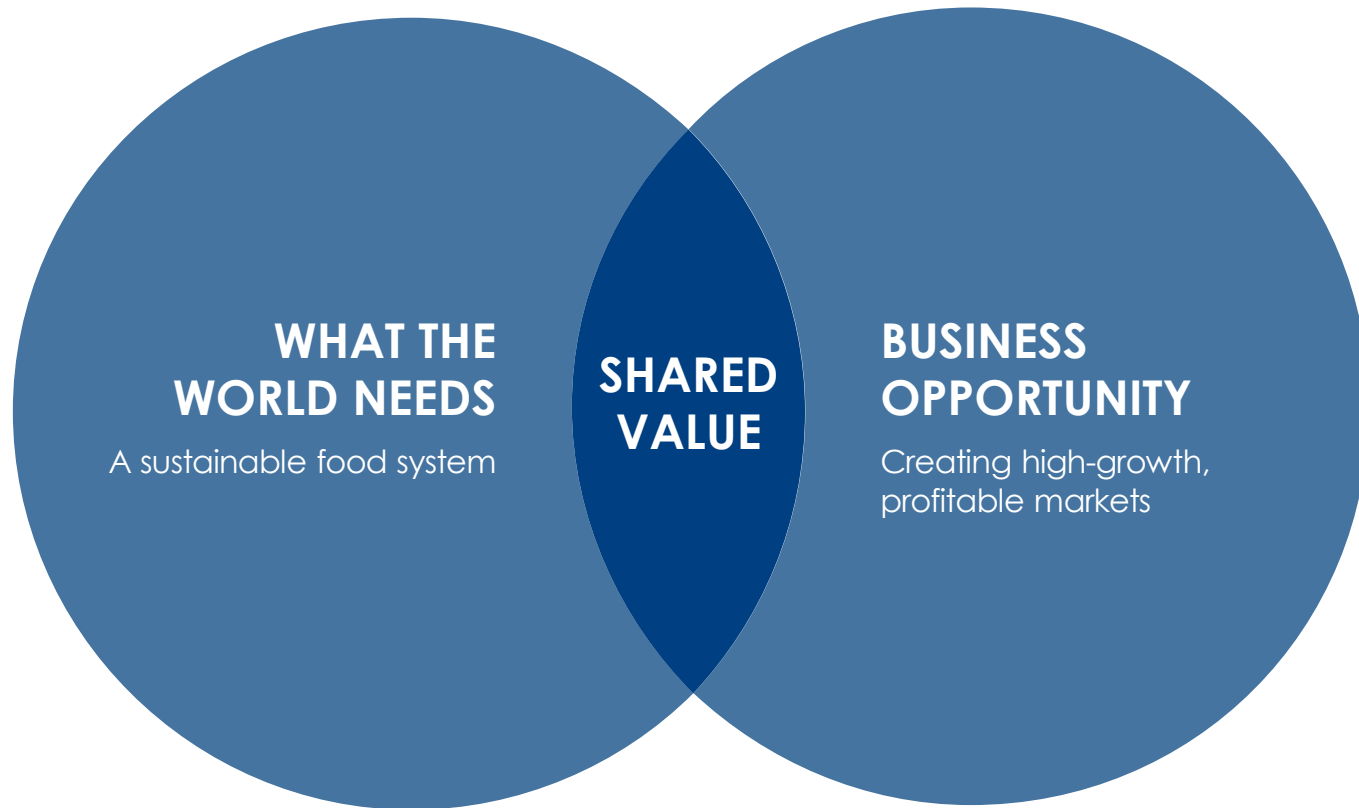 WHAT THE
WORLD NEEDS
A sustainable food system
SHARED
VALUE
BUSINESS
OPPORTUNITY
Creating high-growth,
profitable markets